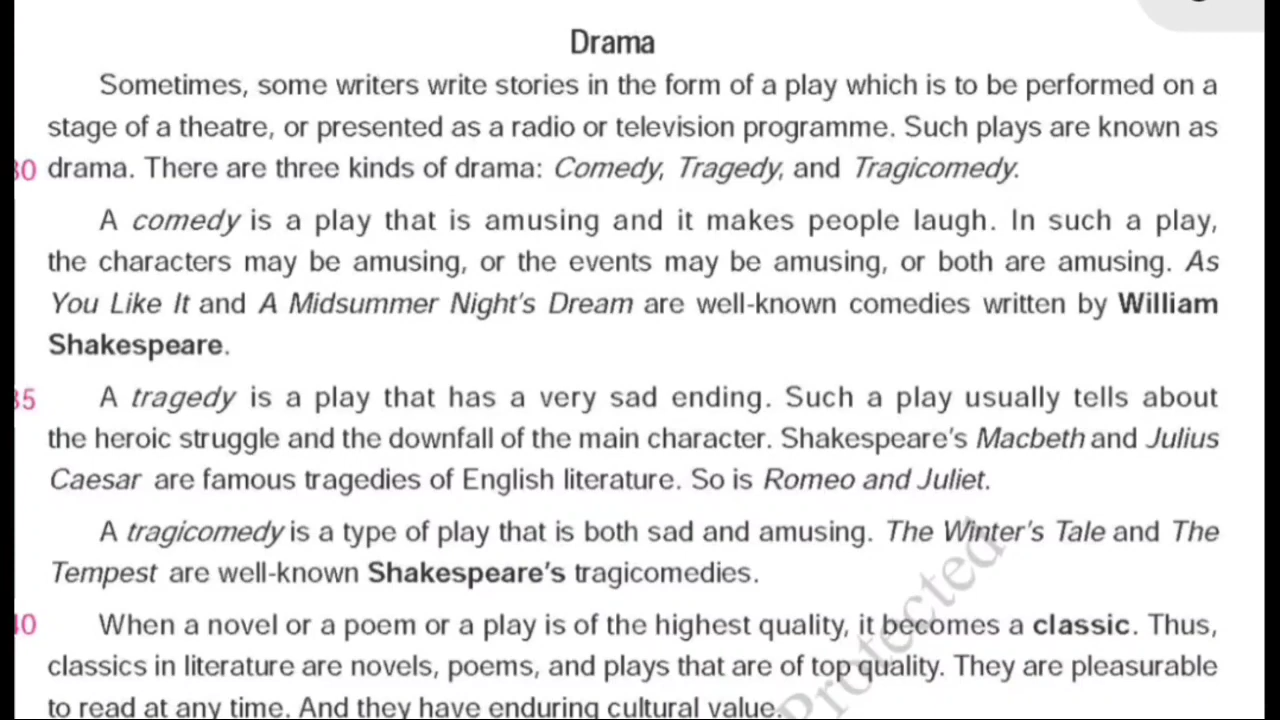 Drama
Sometimes, some writers write stories in the form of a play which is to be performed on a
stage of a theatre, or presented as a radio or television programme. Such plays are known as
30 drama. There are three kinds of drama: Comedy, Tragedy, and Tragicomedy.
A comedy is a play that is amusing and it makes people laugh. In such a play,
the characters may be amusing, or the events may be amusing, or both are amusing. As
You Like It and A Midsummer Night's Dream are well-known comedies written by William
Shakespeare.
35 A tragedy is a play that has a very sad ending. Such a play usually tells about
the heroic struggle and the downfall of the main character. Shakespeare's Macbeth and Julius
Caesar are famous tragedies of English literature. So is Romeo and Juliet.
A tragicomedy is a type of play that is both sad and amusing. The Winter's Tale and The
Tempest are well-known Shakespeare's tragicomedies.
40 When a novel or a poem or a play is of the highest quality, it becomes a classic. Thus,
classics in literature are novels, poems, and plays that are of top quality. They are pleasurable
to read at any time. And they have enduring cultural value.
Protected